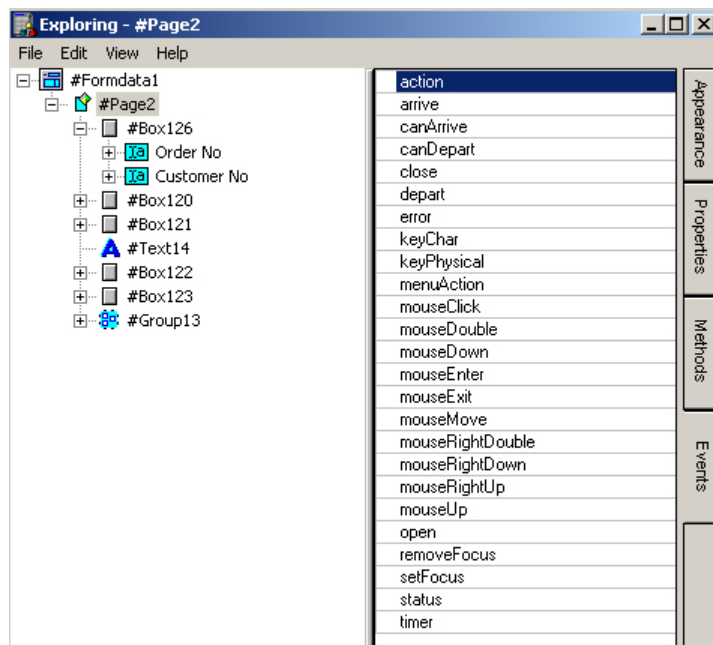 Exploring - #Page2
File Edit View Help
#Formdata1
#Page2
#Box126
Order No
Customer No
#Box120
#Box121
#Text14
#Box122
#Box123
#Group13
action
arrive
canArrive
canDepart
close
depart
error
keyChar
keyPhysical
menuAction
mouseClick
mouseDouble
mouseDown
mouseEnter
mouseExit
mouseMove
mouseRightDouble
mouseRightDown
mouseRightUp
mouseUp
open
removeFocus
setFocus
status
timer
Appearance
Properties
Methods
Events